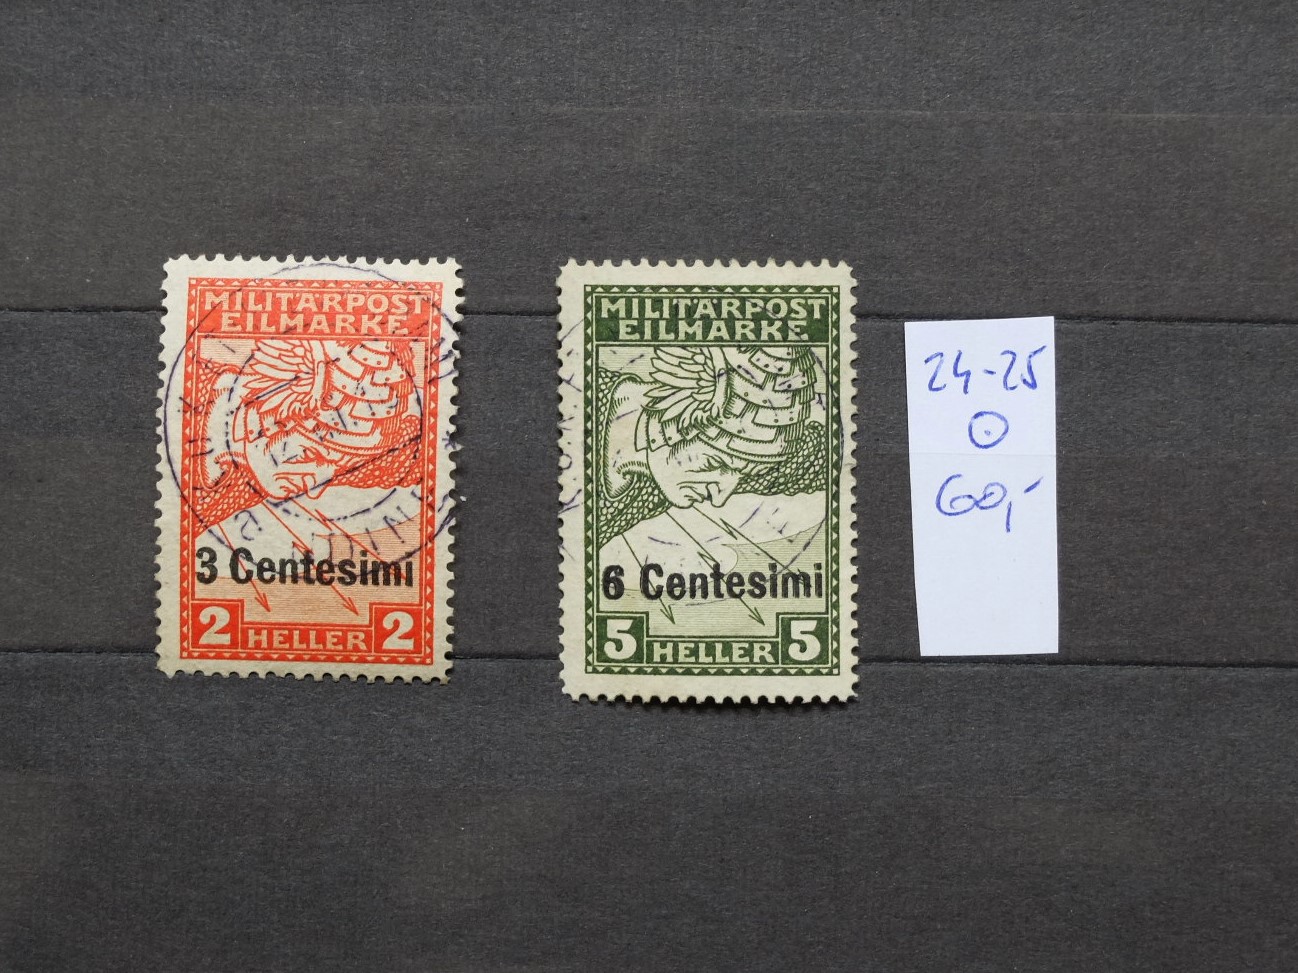 MILITÄRPOST
EILMARKE
3 Centesimi
2 HELLER 2
MILITÄRPOST
EILMARKE
6 Centesimi
5 HELLER 5
24-25
60,-